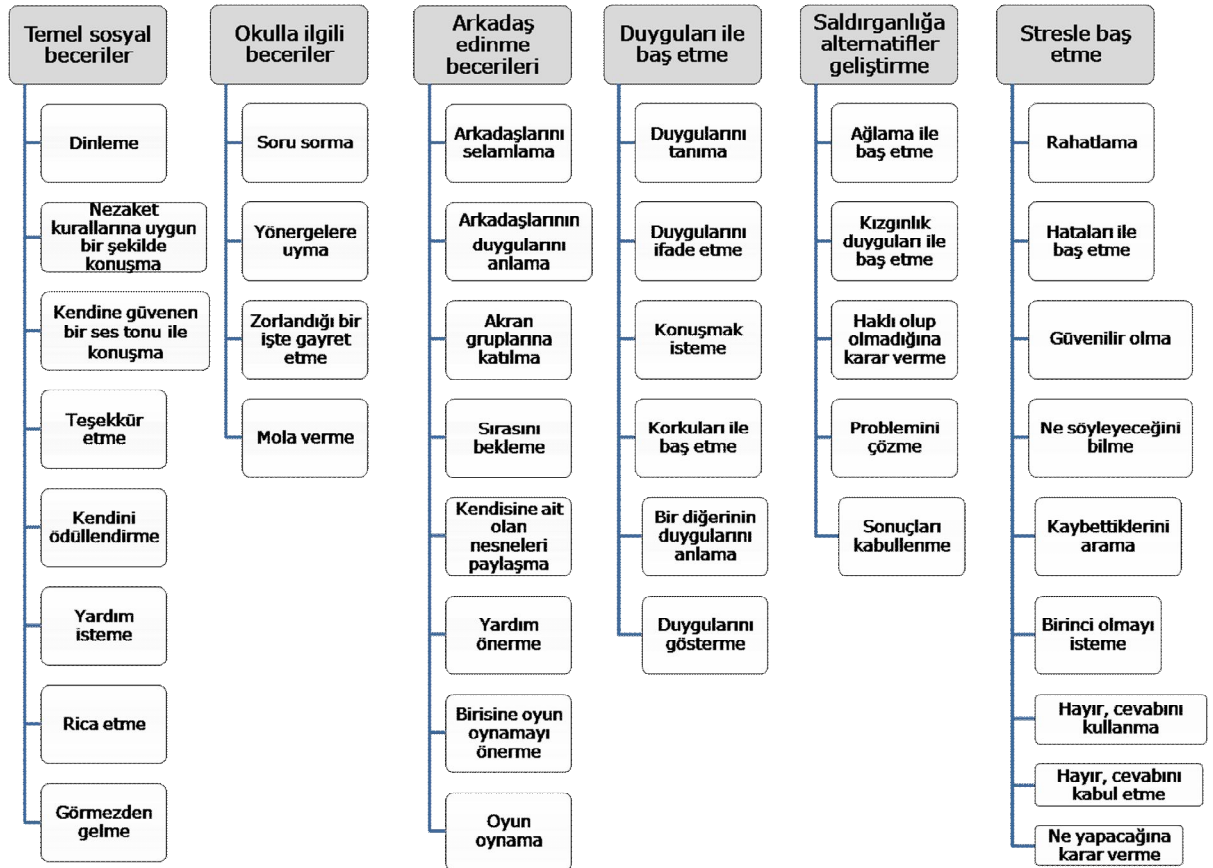 Temel sosyal
beceriler
Dinleme
Nezaket
kurallarına uygun
bir şekilde
konuşma
Kendine güvenen
bir ses tonu ile
konuşma
Teşekkür
etme
Kendini
ödüllendirme
Yardım
isteme
Rica etme
Görmezden
gelme
Okulla ilgili
beceriler
Soru sorma
Yönergelere
uyma
Zorlandığı bir
işte gayret
etme
Mola verme
Arkadaş
edinme
becerileri
Arkadaşlarını
selamlama
Arkadaşlarının
duygularını
anlama
Akran
gruplarına
katılma
Sırasını
bekleme
Kendisine ait
olan
nesneleri
paylaşma
Yardım
önerme
Birisine oyun
oynamayı
önerme
Oyun
oynama
Duyguları ile
baş etme
Duygularını
tanıma
Duygularını
ifade etme
Konuşmak
isteme
Korkuları ile
baş etme
Bir diğerinin
duygularını
anlama
Duygularını
gösterme
Saldırganlığa
alternatifler
geliştirme
Ağlama ile
baş etme
Kızgınlık
duyguları ile
baş etme
Haklı olup
olmadığına
karar verme
Problemini
çözme
Sonuçları
kabullenme
Stresle baş
etme
Rahatlama
Hataları ile
baş etme
Güvenilir olma
Ne söyleyeceğini
bilme
Kaybettiklerini
arama
Birinci olmayı
isteme
Hayır, cevabını
kullanma
Hayır, cevabını
kabul etme
Ne yapacağına
karar verme